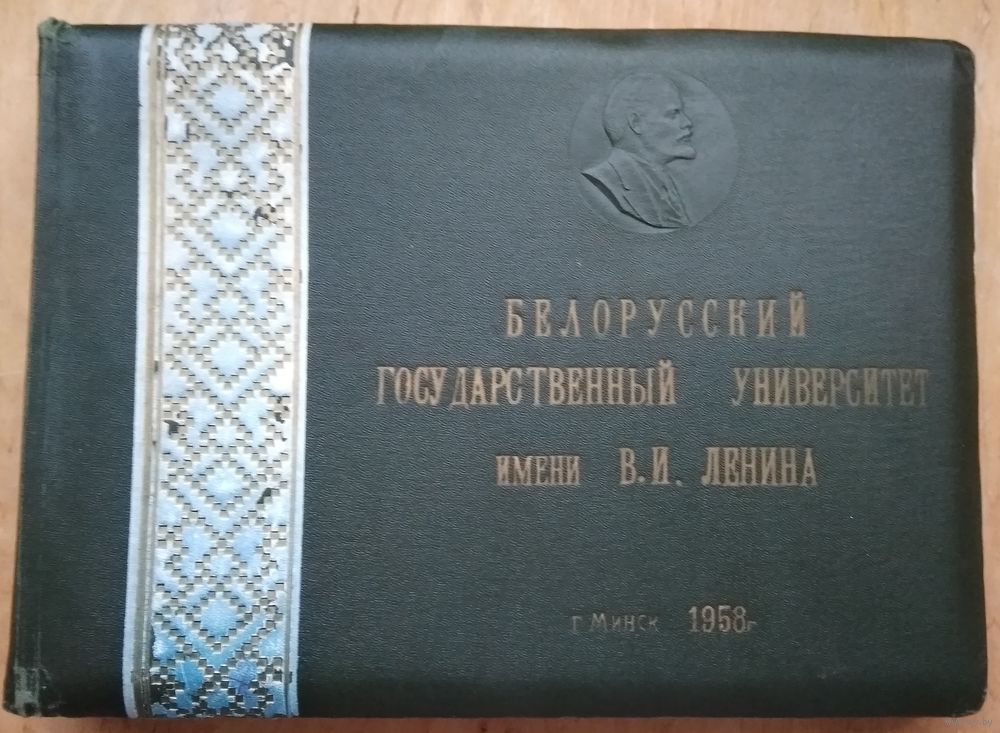 БЕЛОРУССКИЙ
ГОСУДАРСТВЕННЫЙ УНИВЕРСИТЕТ
ИМЕНИ В.И. ЛЕНИНА
г Минск 1958г